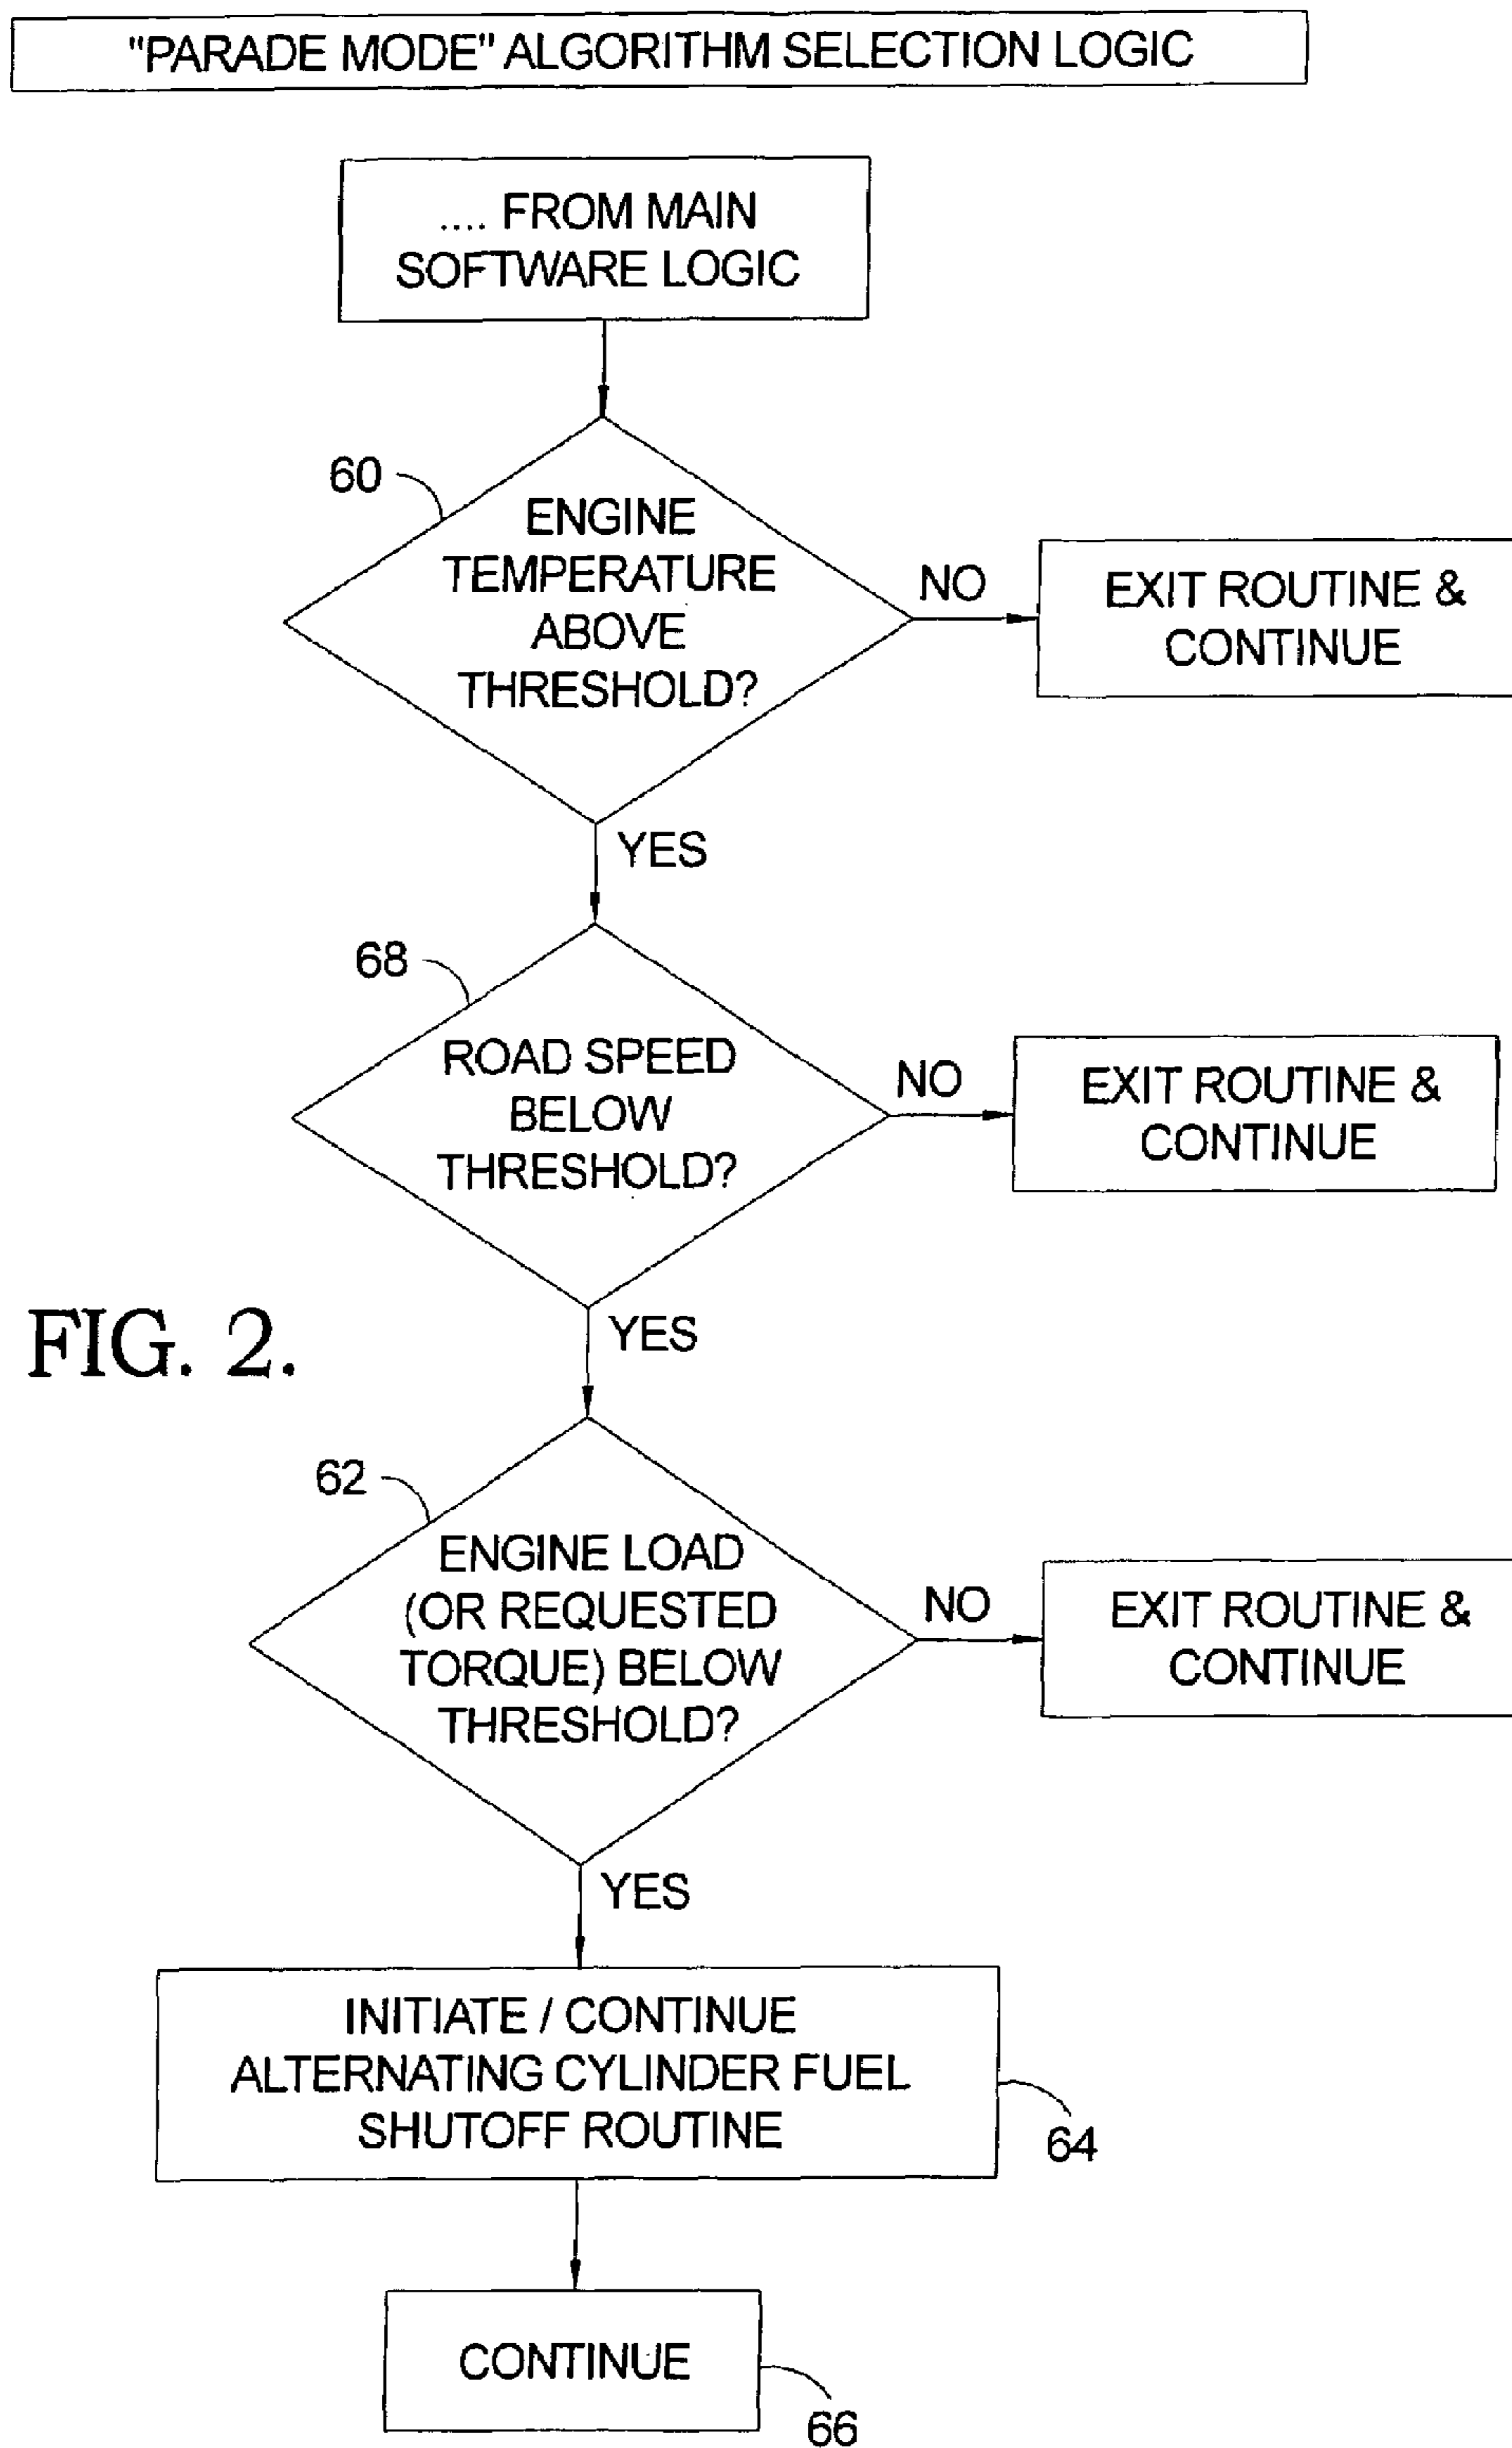 "PARADE MODE" ALGORITHM SELECTION LOGIC
.... FROM MAIN
SOFTWARE LOGIC
60
ENGINE
TEMPERATURE
ABOVE
THRESHOLD?
NO
EXIT ROUTINE &
CONTINUE
YES
68
ROAD SPEED
BELOW
THRESHOLD?
NO
EXIT ROUTINE &
CONTINUE
FIG. 2.
YES
62
ENGINE LOAD
(OR REQUESTED
TORQUE) BELOW
THRESHOLD?
NO
EXIT ROUTINE &
CONTINUE
YES
INITIATE / CONTINUE
ALTERNATING CYLINDER FUEL
SHUTOFF ROUTINE
64
CONTINUE
66